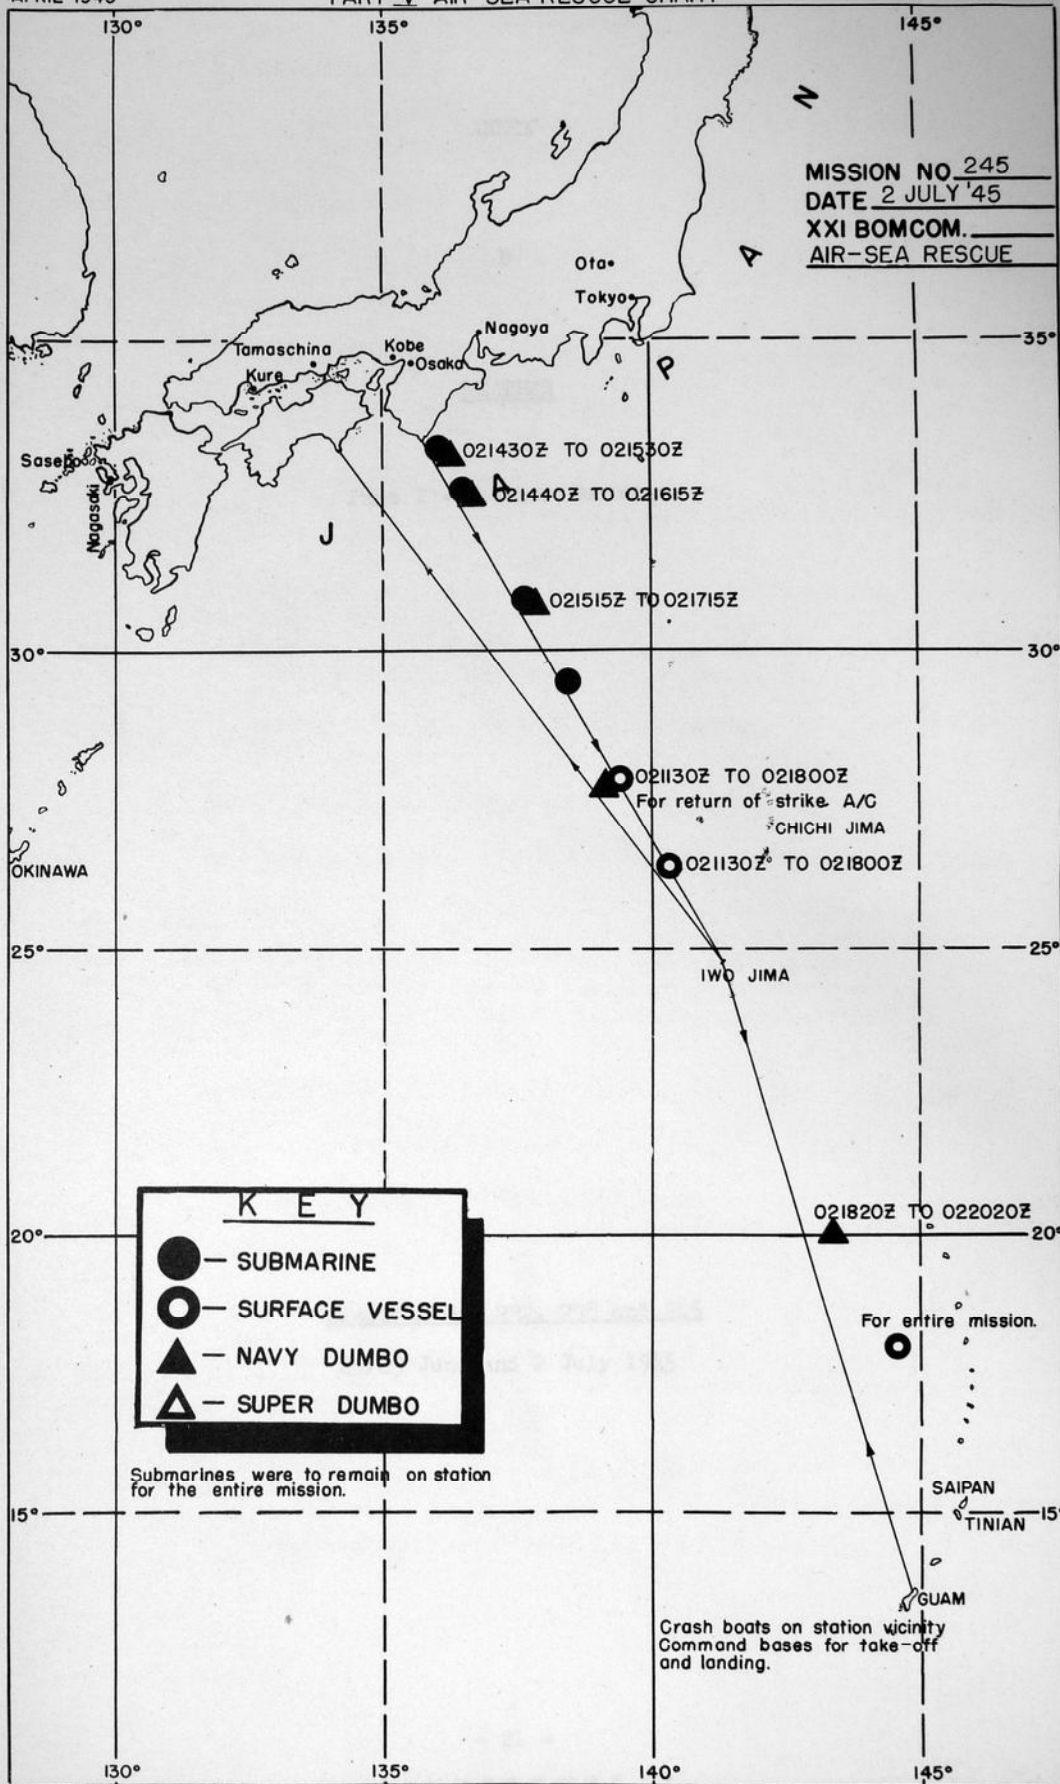 PART V AIR-SEA RESCUE CHART
130° 135° 145°
N
MISSION NO. 245
DATE 2 JULY '45
XXI BOMCOM.
AIR-SEA RESCUE
A
Ota
Tokyo
Nagoya
35°
Kobe
Tamaschina
Osaka
P
Kure
021430Z TO 021530Z
Sasebo
A
021440Z TO 021615Z
Nagasaki
J
021515Z TO 021715Z
30° 30°
021130Z TO 021800Z
For return of strike A/C
CHICHI JIMA
021130Z TO 021800Z
OKINAWA
25° 25°
IWO JIMA
KEY
SUBMARINE
SURFACE VESSEL
NAVY DUMBO
SUPER DUMBO
021820Z TO 022020Z
20° 20°
For entire mission.
Submarines were to remain on station
for the entire mission.
SAIPAN
15° 15°
TINIAN
GUAM
Crash boats on station vicinity
Command bases for take-off
and landing.
130° 135° 140° 145°